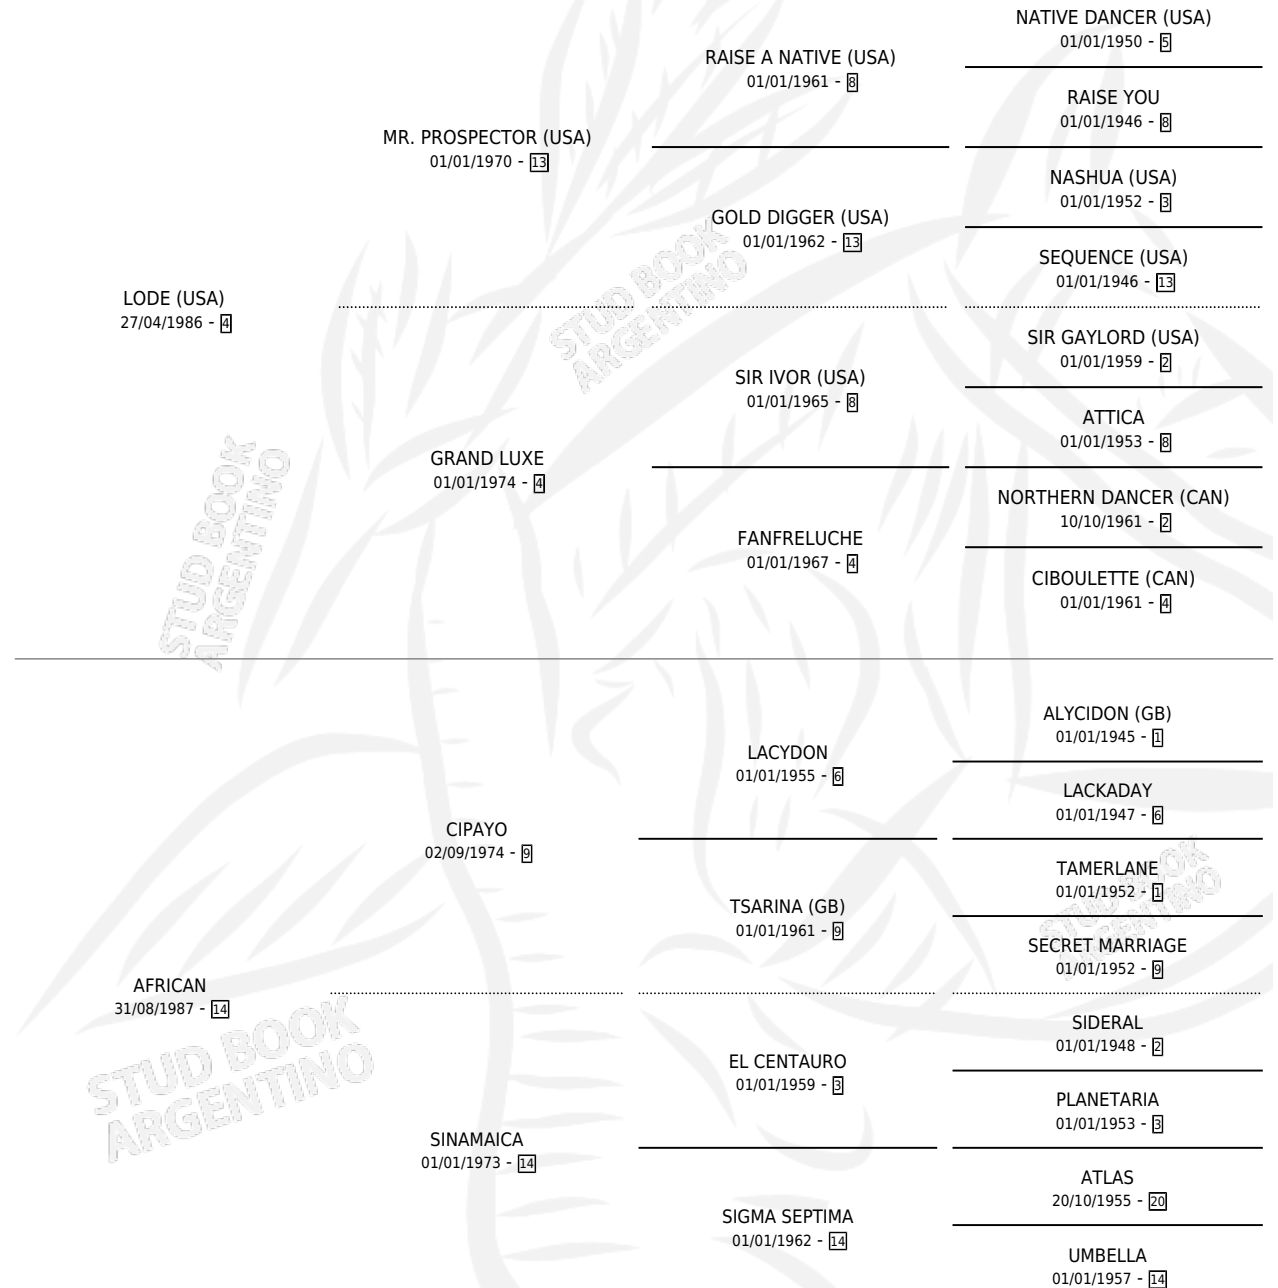 NATIVE DANCER (USA)
01/01/1950 - 5
RAISE A NATIVE (USA)
01/01/1961 - 8
RAISE YOU
01/01/1946 - 8
MR. PROSPECTOR (USA)
01/01/1970 - 13
NASHUA (USA)
01/01/1952 - 3
GOLD DIGGER (USA)
01/01/1962 - 13
SEQUENCE (USA)
01/01/1946 - 13
LODE (USA)
27/04/1986 - 4
SIR GAYLORD (USA)
01/01/1959 - 2
SIR IVOR (USA)
01/01/1965 - 8
ATTICA
01/01/1953 - 8
GRAND LUXE
01/01/1974 - 4
NORTHERN DANCER (CAN)
10/10/1961 - 2
FANFRELUCHE
01/01/1967 - 4
CIBOULETTE (CAN)
01/01/1961 - 4
ALYCIDON (GB)
01/01/1945 - 1
LACYDON
01/01/1955 - 6
LACKADAY
01/01/1947 - 6
CIPAYO
02/09/1974 - 9
TAMERLANE
01/01/1952 - 1
TSARINA (GB)
01/01/1961 - 9
SECRET MARRIAGE
01/01/1952 - 9
AFRICAN
31/08/1987 - 14
SIDERAL
01/01/1948 - 2
EL CENTAURO
01/01/1959 - 3
PLANETARIA
01/01/1953 - 3
SINAMAICA
01/01/1973 - 14
ATLAS
20/10/1955 - 20
SIGMA SEPTIMA
01/01/1962 - 14
UMBELLA
01/01/1957 - 14
STUD BOOK
ARGENTINO
STUD BOOK
ARGENTINO
STUD BOOK
ARGENTINO
STUD BOOK
ARGENTINO